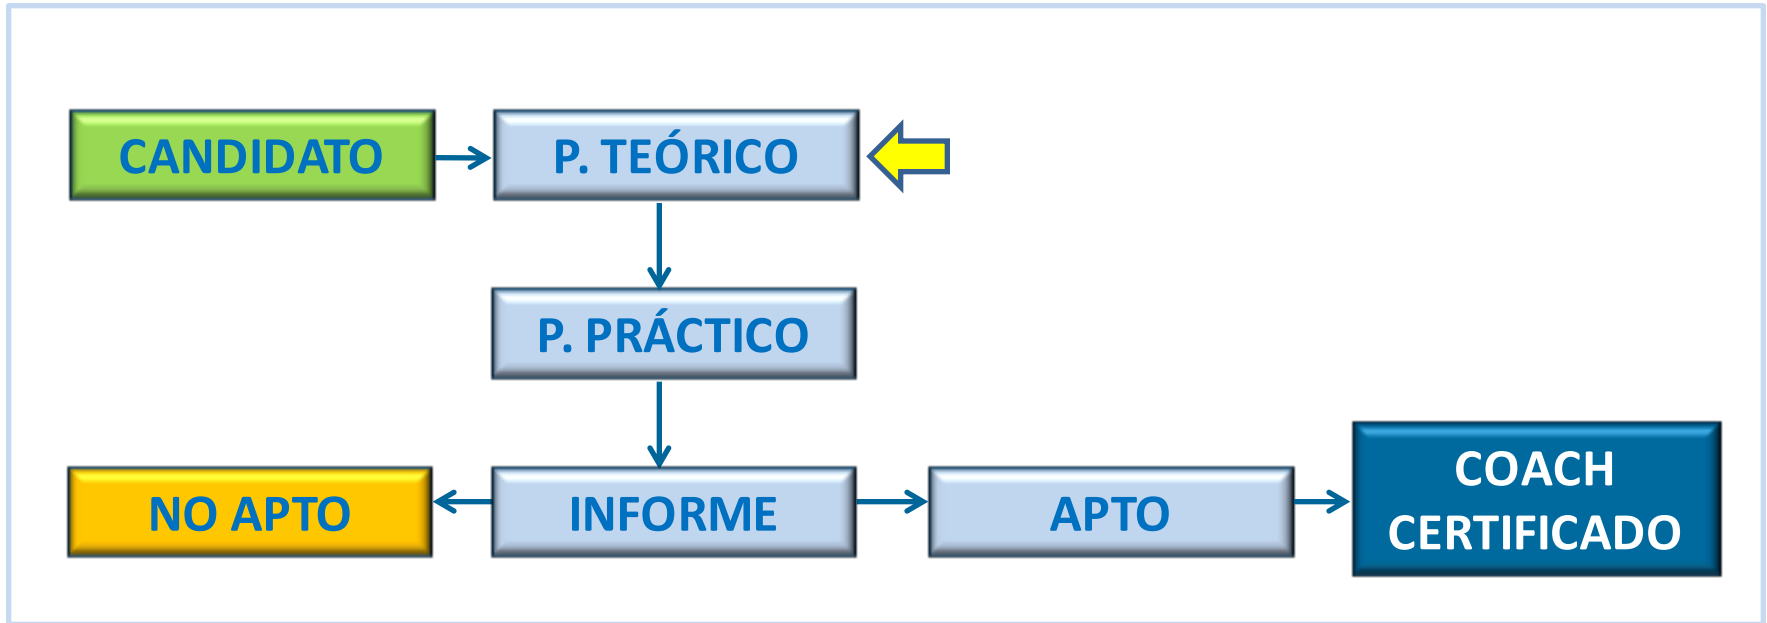 CANDIDATO
P. TEÓRICO
P. PRÁCTICO
NO APTO
INFORME
APTO
COACH
CERTIFICADO